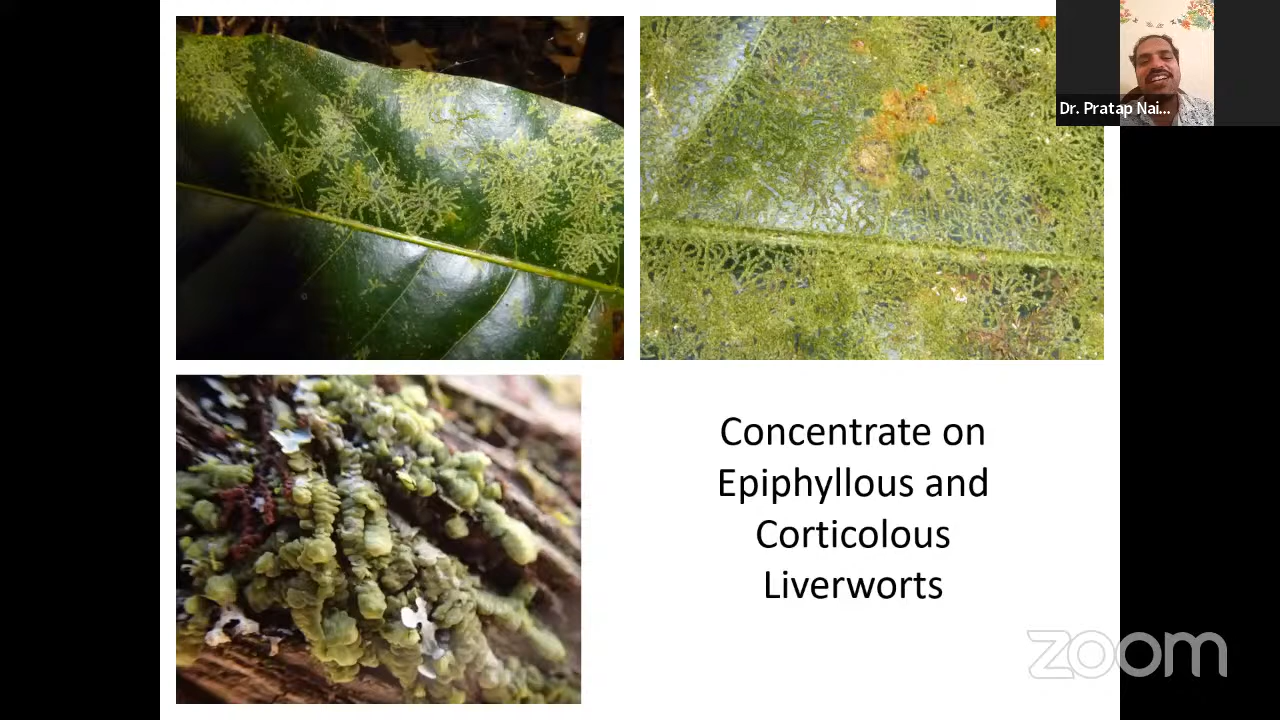 Dr. Pratap Nai...
Concentrate on
Epiphyllous and
Corticolous
Liverworts
zoom